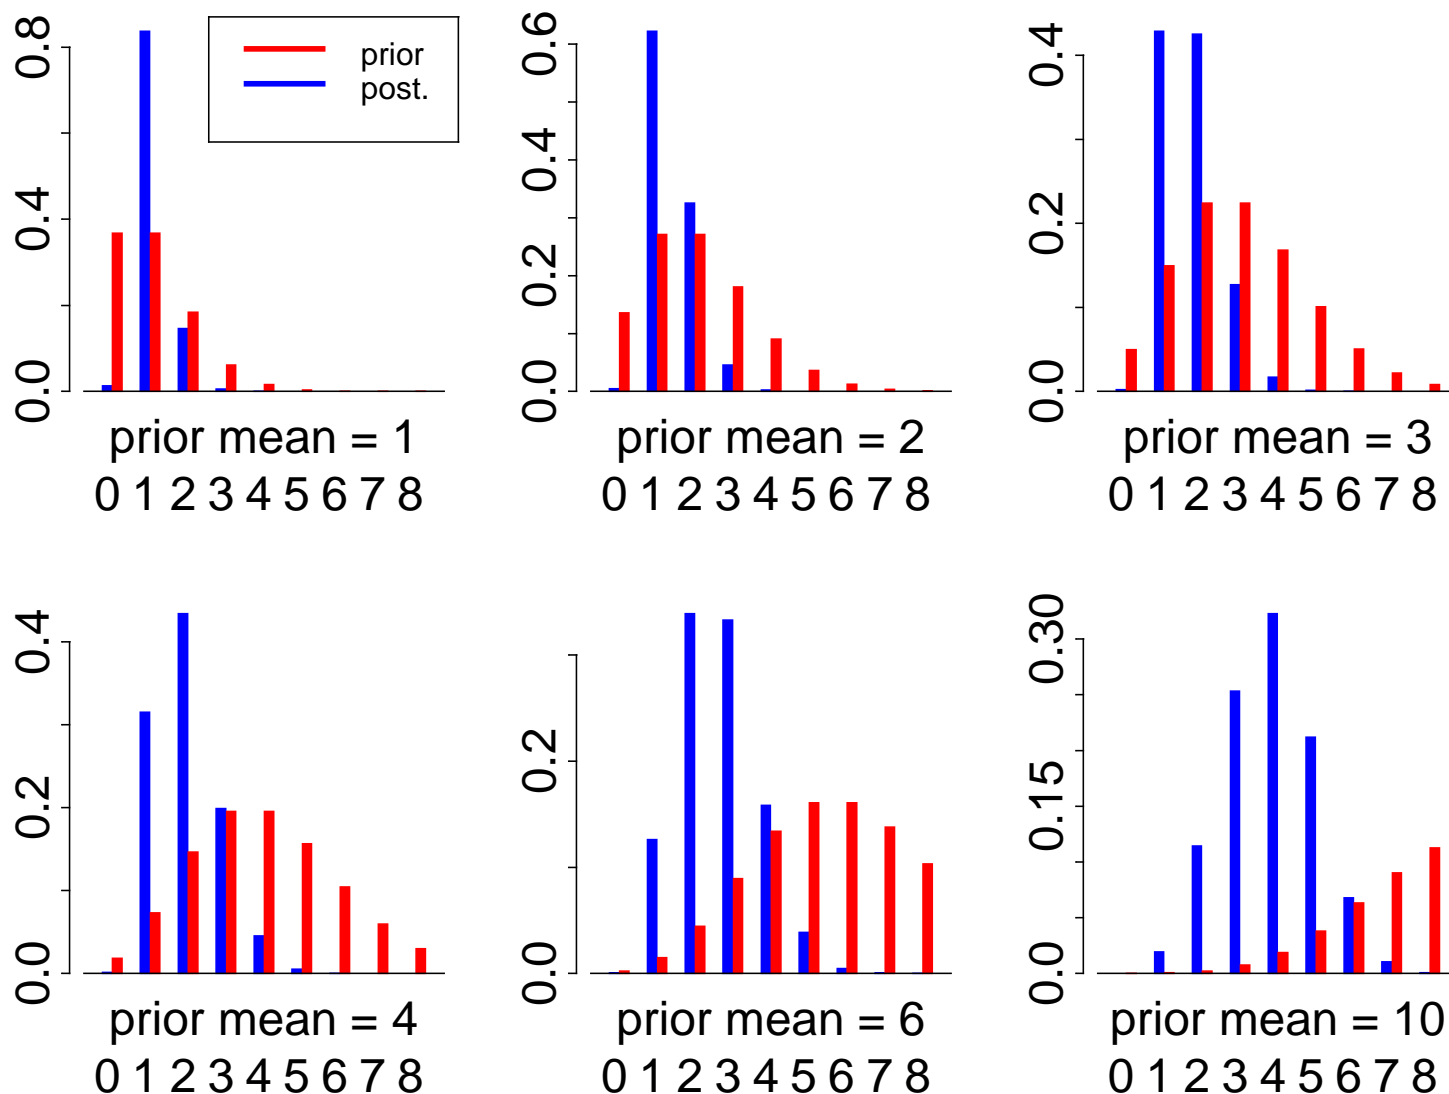 prior
post.
0.0 0.4 0.8
prior mean = 1
0 1 2 3 4 5 6 7 8
0.0 0.2 0.4 0.6
prior mean = 2
0 1 2 3 4 5 6 7 8
0.0 0.2 0.4
prior mean = 3
0 1 2 3 4 5 6 7 8
0.0 0.2 0.4
prior mean = 4
0 1 2 3 4 5 6 7 8
0.0 0.2
prior mean = 6
0 1 2 3 4 5 6 7 8
0.0 0.15 0.30
prior mean = 10
0 1 2 3 4 5 6 7 8